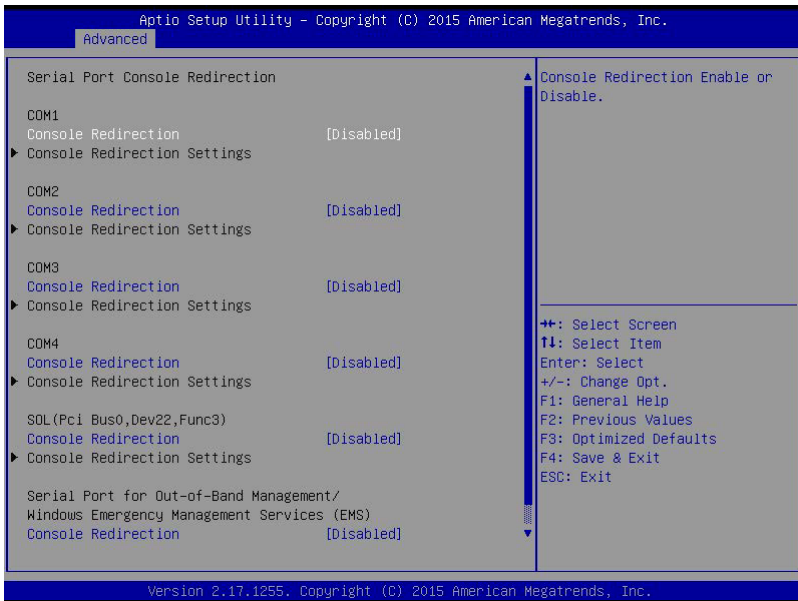 Aptio Setup Utility – Copyright (C) 2015 American Megatrends, Inc.
Advanced
Serial Port Console Redirection
COM1
Console Redirection [Disabled]
Console Redirection Settings
COM2
Console Redirection [Disabled]
Console Redirection Settings
COM3
Console Redirection [Disabled]
Console Redirection Settings
COM4
Console Redirection [Disabled]
Console Redirection Settings
SOL(Pci Bus0,Dev22,Func3)
Console Redirection [Disabled]
Console Redirection Settings
Serial Port for Out-of-Band Management/
Windows Emergency Management Services (EMS)
Console Redirection [Disabled]
Console Redirection Enable or
Disable.
→←: Select Screen
↑↓: Select Item
Enter: Select
+/-: Change Opt.
F1: General Help
F2: Previous Values
F3: Optimized Defaults
F4: Save & Exit
ESC: Exit
Version 2.17.1255. Copyright (C) 2015 American Megatrends, Inc.